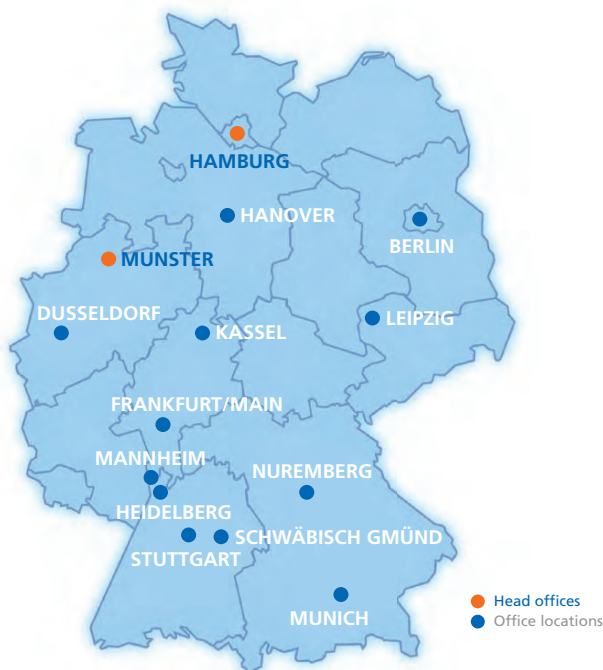 HAMBURG
HANOVER
BERLIN
MUNSTER
DUSSELDORF
LEIPZIG
KASSEL
FRANKFURT/MAIN
MANNHEIM
NUREMBERG
HEIDELBERG
SCHWÄBISCH GMÜND
STUTTGART
MUNICH
Head offices
Office locations